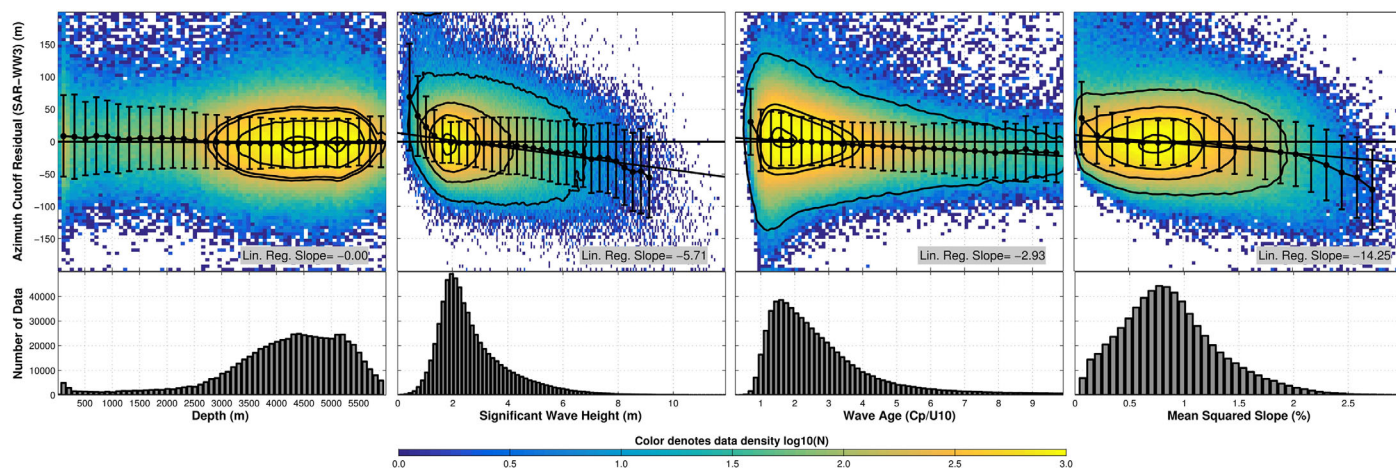 Azimuth Cutoff Residual (SAR−WW3) (m)
150
100
50
0
−50
−100
−150
Lin. Reg. Slope= −0.00
Lin. Reg. Slope= −5.71
Lin. Reg. Slope= −2.93
Lin. Reg. Slope= −14.25
Number of Data
40000
30000
20000
10000
0
500 1000 1500 2000 2500 3000 3500 4000 4500 5000 5500
Depth (m)
0 2 4 6 8 10
Significant Wave Height (m)
1 2 3 4 5 6 7 8 9
Wave Age (Cp/U10)
0 0.5 1 1.5 2 2.5
Mean Squared Slope (%)
Color denotes data density log10(N)
0.0 0.5 1.0 1.5 2.0 2.5 3.0